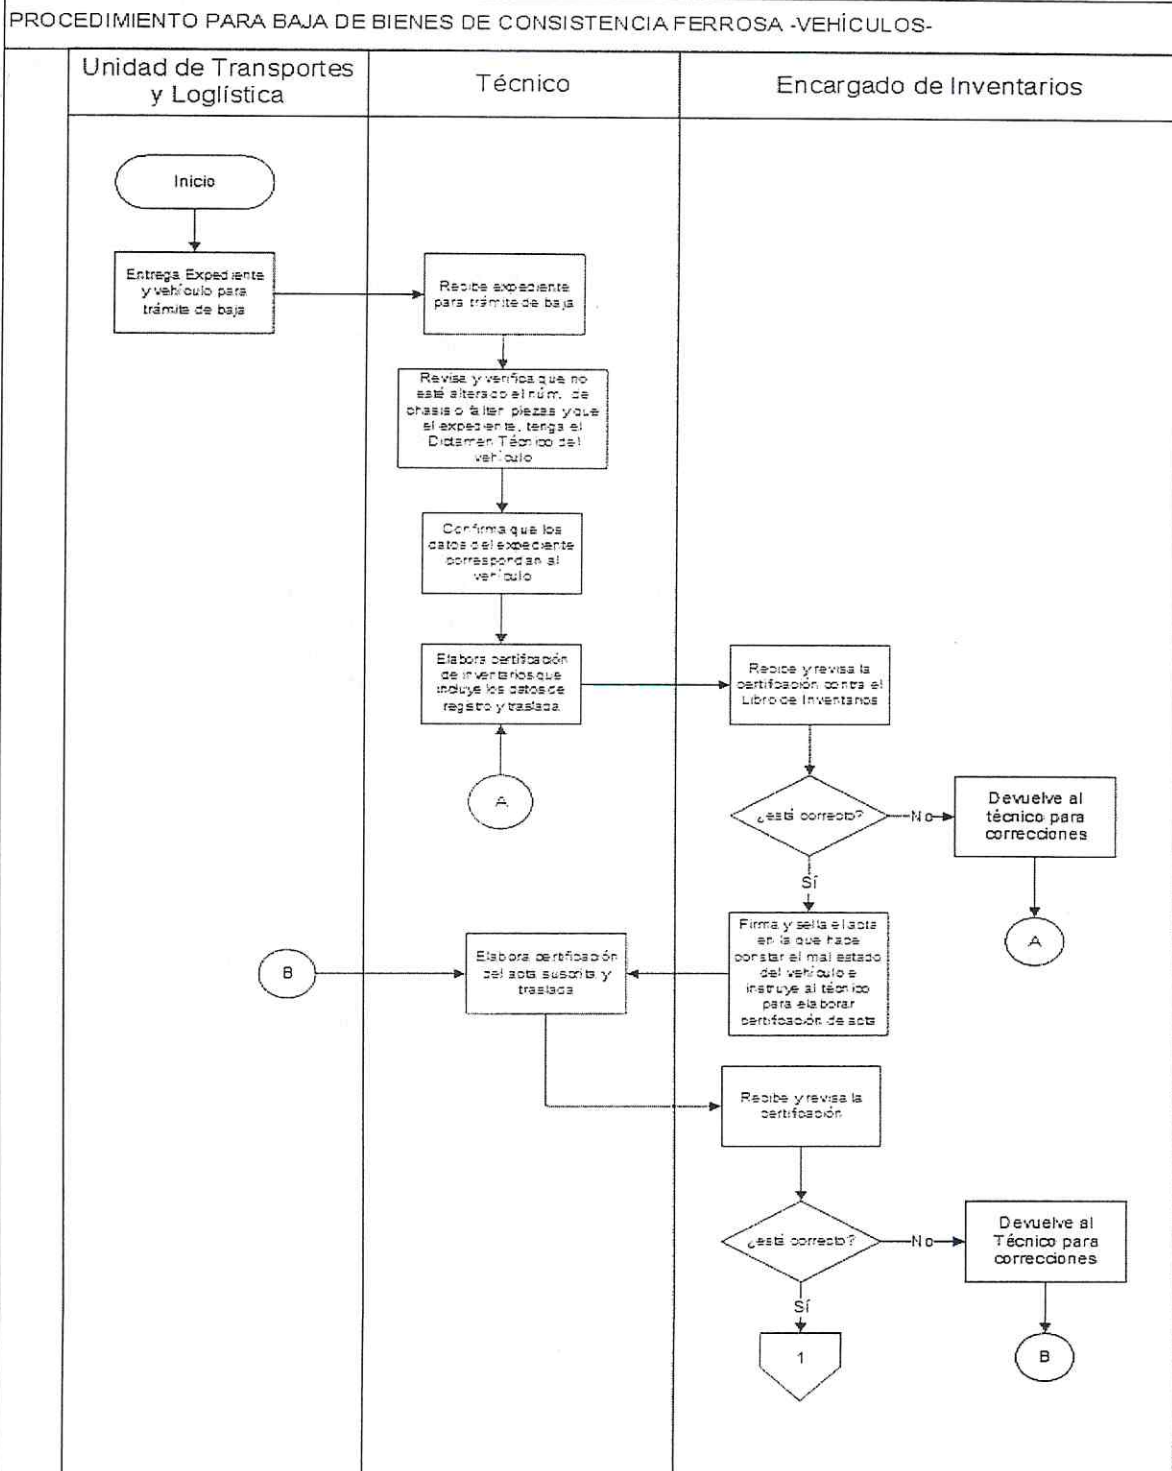 PROCEDIMIENTO PARA BAJA DE BIENES DE CONSISTENCIA FERROSA -VEHÍCULOS-
Unidad de Transportes
y Loglística
Técnico
Encargado de Inventarios
Inicio
Entrega Expediente
y vehículo para
trámite de baja
Recibe expediente
para trámite de baja
Revisa y verifica que no
esté alterado el núm. de
chasis o falten piezas y que
el expediente, tenga el
Dictamen Técnico del
vehículo
Confirma que los
datos del expediente
correspondan al
vehículo
Elabora certificación
de inventarios que
incluye los datos de
registro y traslada
Recibe y revisa la
certificación contra el
Libro de Inventarios
A
¿está correcto?
No
Devuelve al
técnico para
correcciones
Sí
A
Firma y sella el acta
en la que hace
constar el mal estado
del vehículo e
instruye al técnico
para elaborar
certificación de acta
B
Elabora certificación
del acta suscrita y
traslada
Recibe y revisa la
certificación
¿está correcto?
No
Devuelve al
Técnico para
correcciones
Sí
1
B